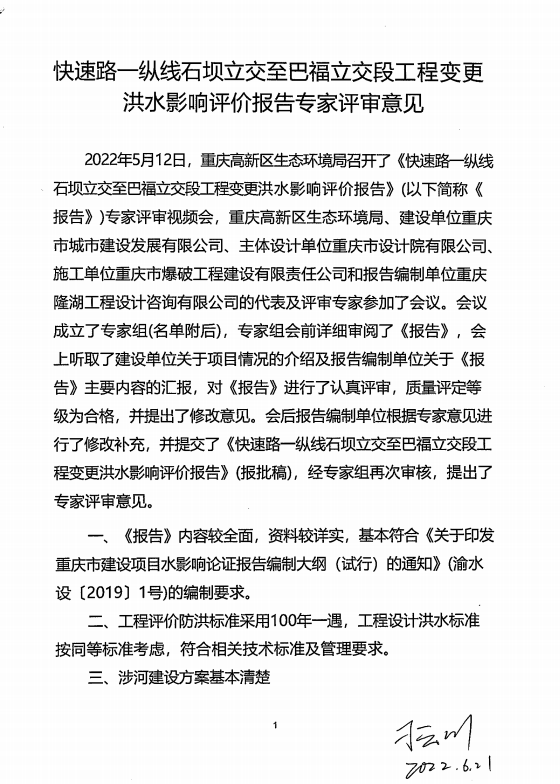 快速路一纵线石坝立交至巴福立交段工程变更
洪水影响评价报告专家评审意见
2022年5月12日，重庆高新区生态环境局召开了《快速路一纵线
石坝立交至巴福立交段工程变更洪水影响评价报告》(以下简称《
报告》)专家评审视频会，重庆高新区生态环境局、建设单位重庆
市城市建设发展有限公司、主体设计单位重庆市设计院有限公司、
施工单位重庆市爆破工程建设有限责任公司和报告编制单位重庆
隆湖工程设计咨询有限公司的代表及评审专家参加了会议。会议
成立了专家组(名单附后)，专家组会前详细审阅了《报告》，会
上听取了建设单位关于项目情况的介绍及报告编制单位关于《报
告》主要内容的汇报，对《报告》进行了认真评审，质量评定等
级为合格，并提出了修改意见。会后报告编制单位根据专家意见进
行了修改补充，并提交了《快速路一纵线石坝立交至巴福立交段工
程变更洪水影响评价报告》(报批稿)，经专家组再次审核，提出了
专家评审意见。
一、《报告》内容较全面，资料较详实，基本符合《关于印发
重庆市建设项目水影响论证报告编制大纲（试行）的通知》(渝水
设〔2019〕1号)的编制要求。
二、工程评价防洪标准采用100年一遇，工程设计洪水标准
按同等标准考虑，符合相关技术标准及管理要求。
三、涉河建设方案基本清楚
1
2022.6.21